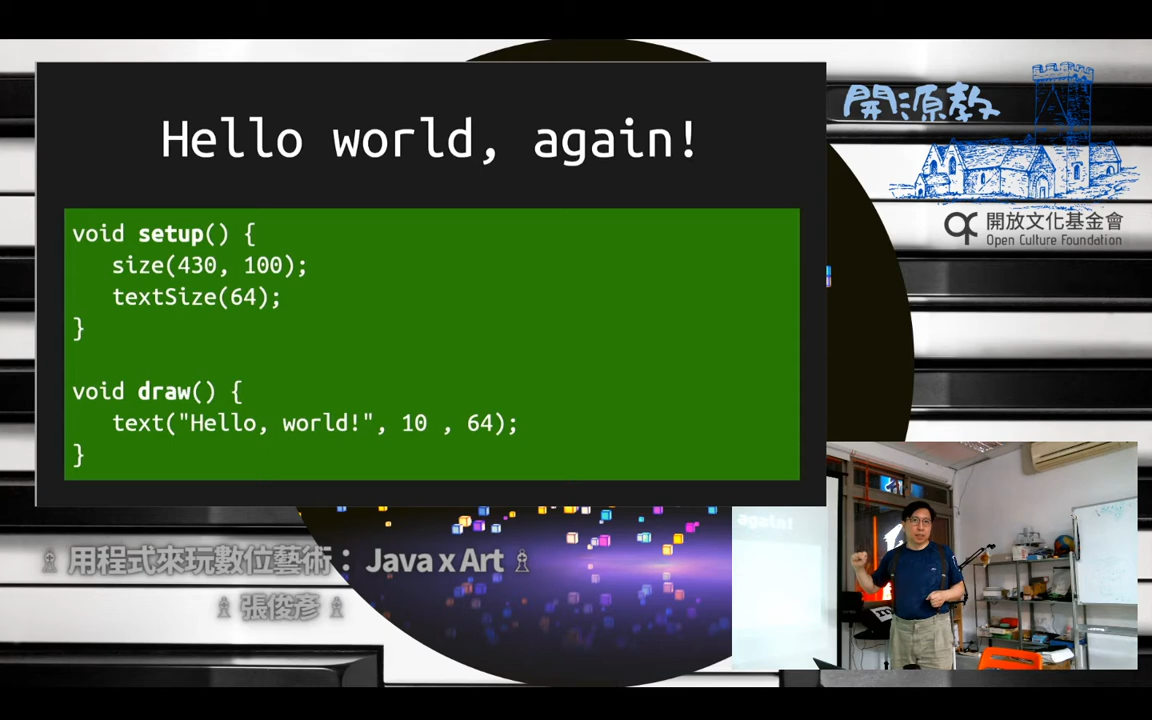 Hello world, again!
void setup() {
   size(430, 100);
   textSize(64);
}
void draw() {
   text("Hello, world!", 10 , 64);
}
開源教
開放文化基金會
Open Culture Foundation
again!
用程式來玩數位藝術： Java x Art
張俊彥